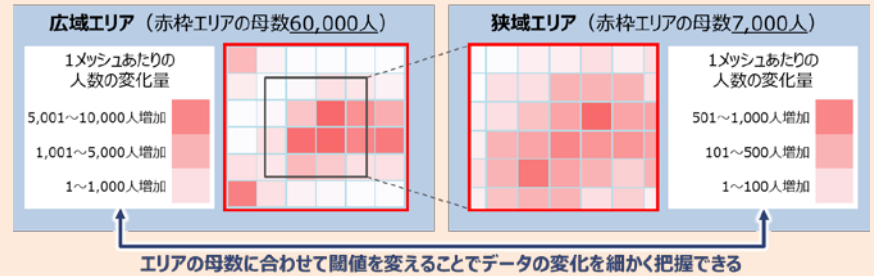 広域エリア（赤枠エリアの母数60,000人）
1メッシュあたりの
人数の変化量
5,001～10,000人増加
1,001～5,000人増加
1～1,000人増加
狭域エリア（赤枠エリアの母数7,000人）
1メッシュあたりの
人数の変化量
501～1,000人増加
101～500人増加
1～100人増加
エリアの母数に合わせて閾値を変えることでデータの変化を細かく把握できる